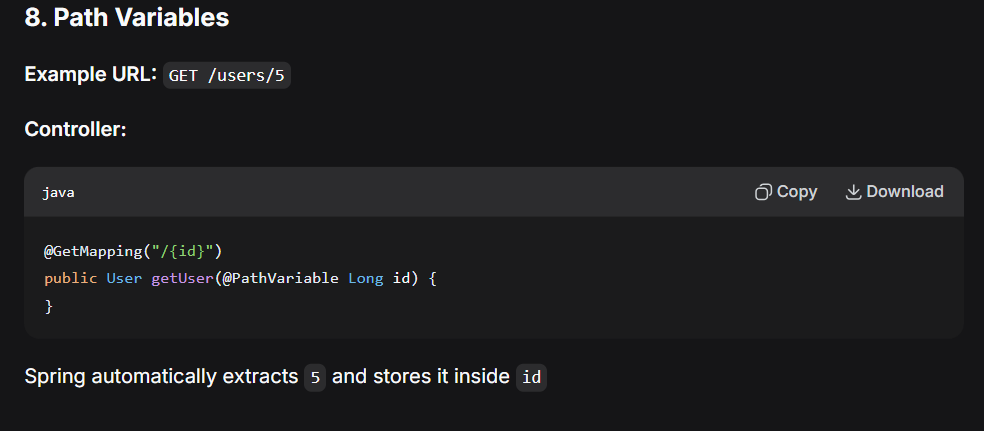 8. Path Variables
Example URL: GET /users/5
Controller:
java Copy Download
@GetMapping("/{id}")
public User getUser(@PathVariable Long id) {
}
Spring automatically extracts 5 and stores it inside id